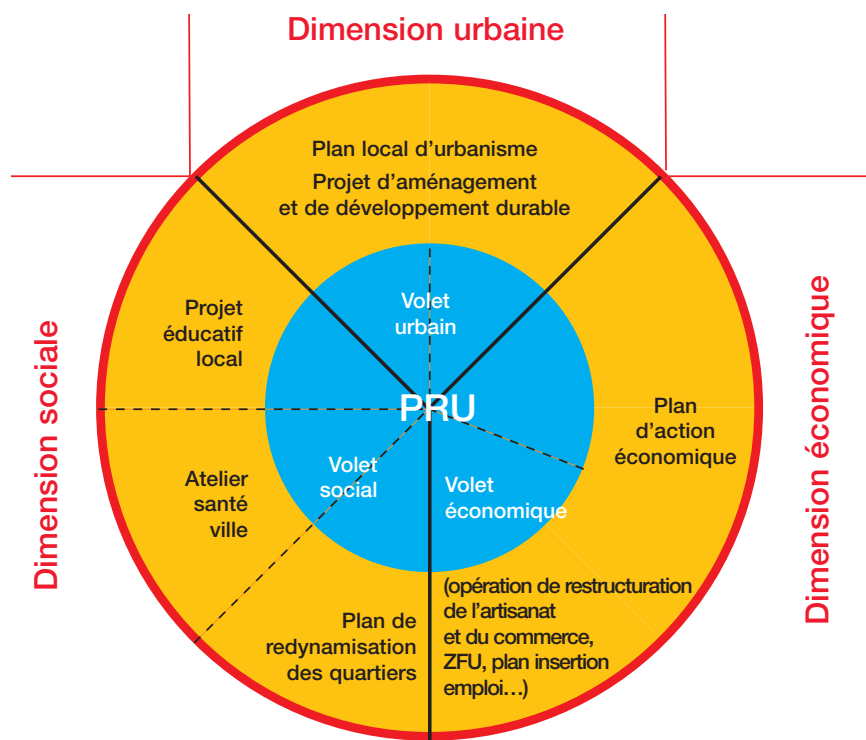 Dimension urbaine
Plan local d'urbanisme
Projet d'aménagement
et de développement durable
Volet
urbain
Projet
éducatif
local
Dimension sociale
PRU
Plan
d'action
économique
Dimension économique
Volet
social
Volet
économique
Atelier
santé
ville
Plan de
redynamisation
des quartiers
(opération de restructuration
de l'artisanat
et du commerce,
ZFU, plan insertion
emploi…)